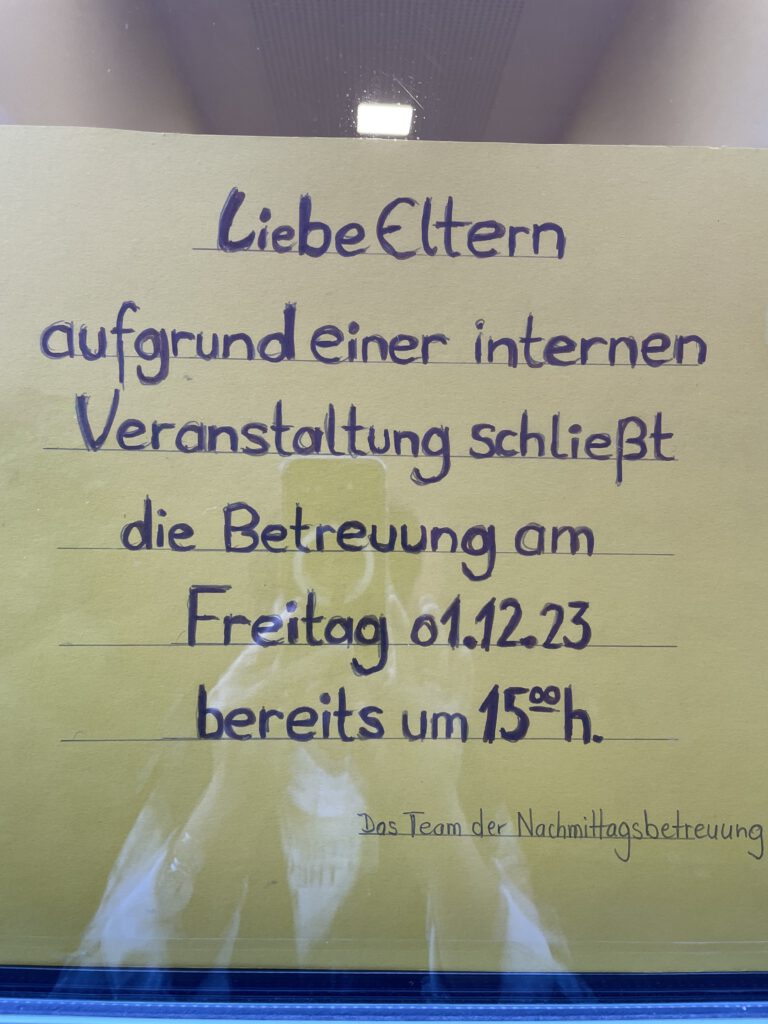 Liebe Eltern
aufgrund einer internen
Veranstaltung schließt
die Betreuung am
Freitag 01.12.23
bereits um 15⁰⁰h.
Das Team der Nachmittagsbetreuung